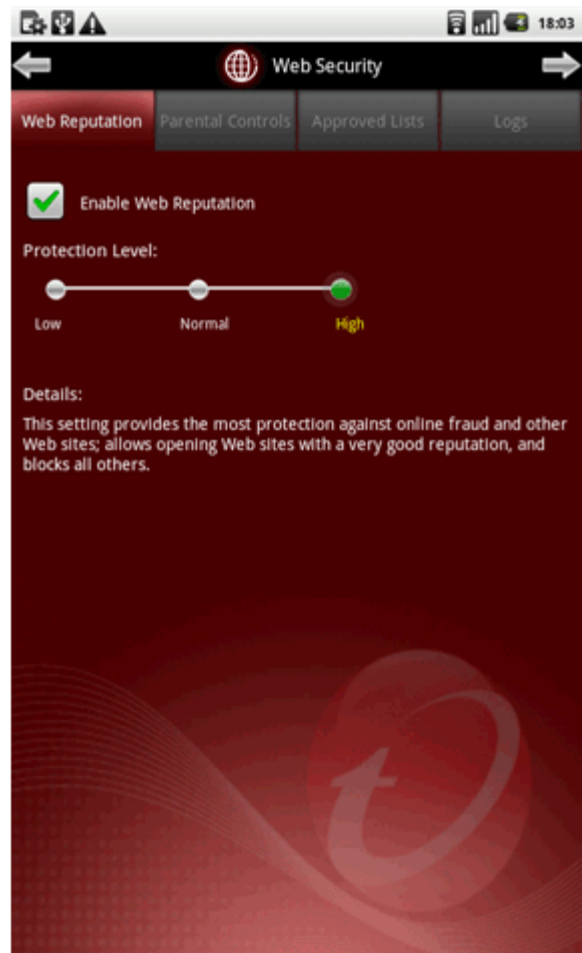 18:03
Web Security
Web Reputation Parental Controls Approved Lists Logs
Enable Web Reputation
Protection Level:
Low Normal High
Details:
This setting provides the most protection against online fraud and other
Web sites; allows opening Web sites with a very good reputation, and
blocks all others.